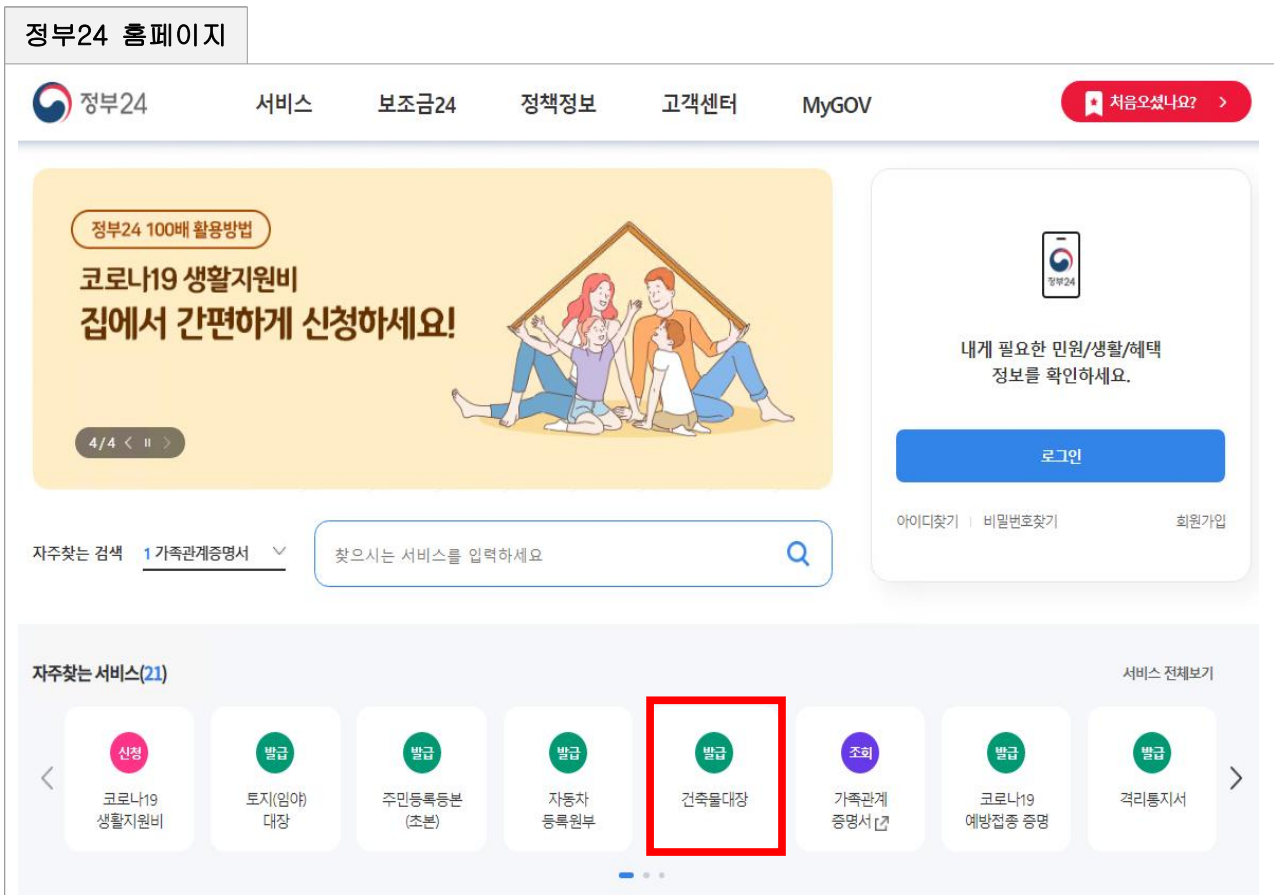 정부24 홈페이지
정부24 서비스 보조금24 정책정보 고객센터 MyGOV 처음오셨나요?
정부24 100배 활용방법
코로나19 생활지원비
집에서 간편하게 신청하세요!
4/4
정부24
내게 필요한 민원/생활/혜택
정보를 확인하세요.
로그인
아이디찾기 비밀번호찾기 회원가입
자주찾는 검색 1 가족관계증명서 찾으시는 서비스를 입력하세요
자주찾는 서비스(21) 서비스 전체보기
신청 발급 발급 발급 발급 조회 발급 발급
코로나19 토지(임야) 주민등록등본 자동차 건축물대장 가족관계 코로나19 격리통지서
생활지원비 대장 (초본) 등록원부 증명서 예방접종 증명